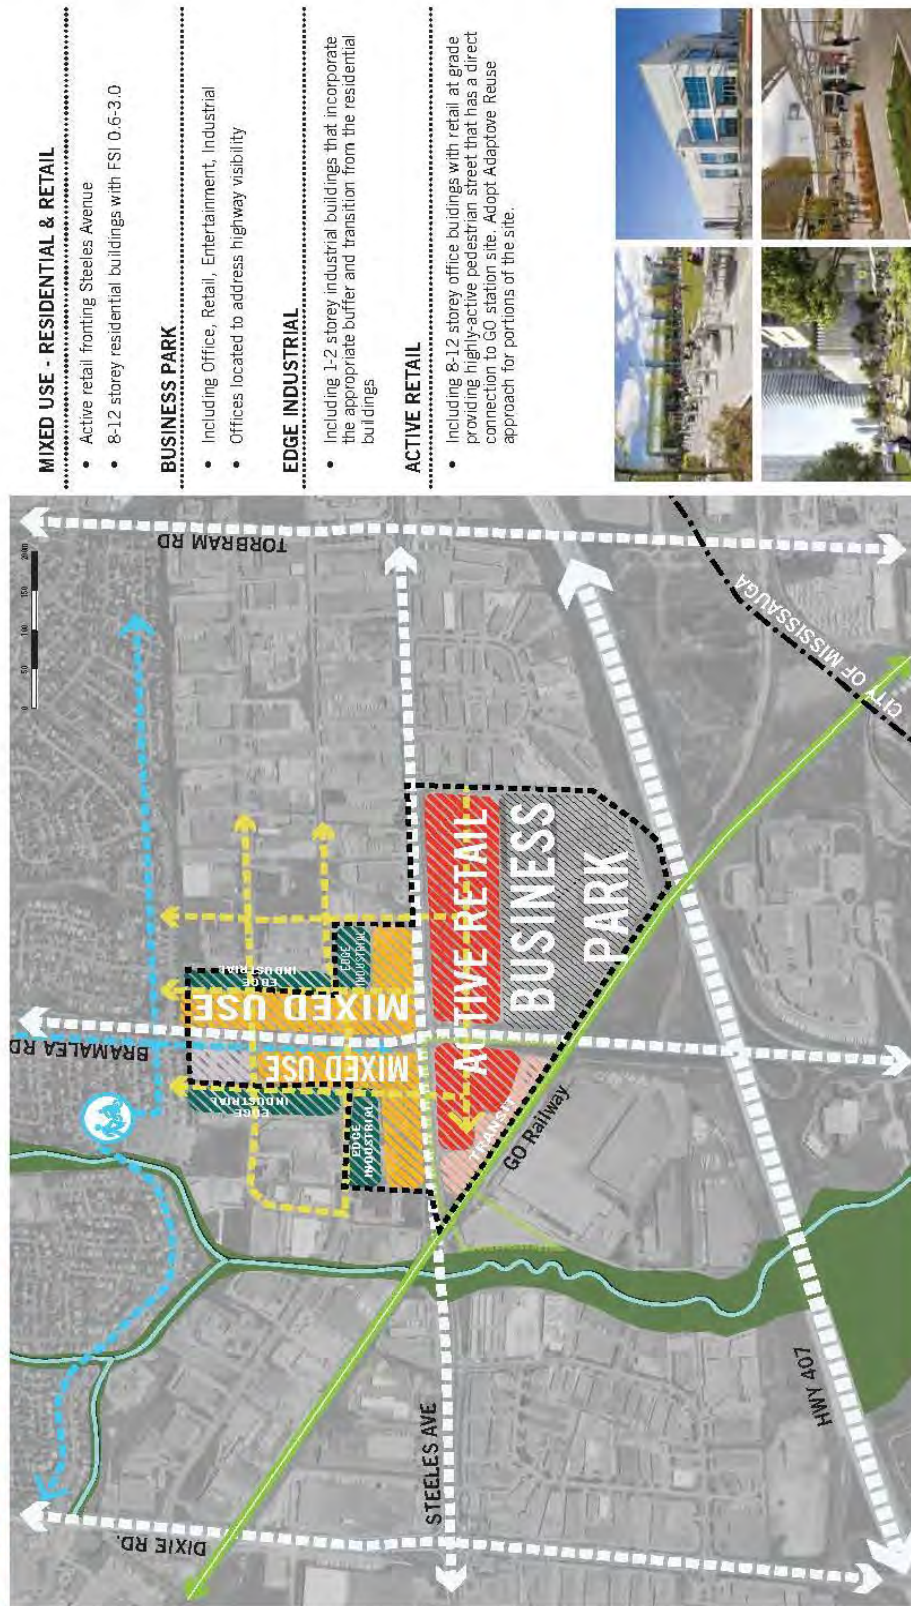 MIXED USE - RESIDENTIAL & RETAIL
• Active retail fronting Steeles Avenue
• 8-12 storey residential buildings with FSI 0.6-3.0
BUSINESS PARK
• Including Office, Retail, Entertainment, Industrial
• Offices located to address highway visibility
EDGE INDUSTRIAL
• Including 1-2 storey industrial buildings that incorporate
the appropriate buffer and transition from the residential
buildings
ACTIVE RETAIL
• Including 8-12 storey office buidings with retail at grade
providing highly-active pedestrian street that has a direct
connection to GO station site. Adopt Adaptove Reuse
approach for portions of the site.
0 50 100 150 200
DIXIE RD.
BRAMALEA RD
TORBRAM RD
EDGE
INDUSTRIAL
EDGE
INDUSTRIAL
MIXED USE
MIXED USE
EDGE
INDUSTRIAL
EDGE
INDUSTRIAL
STEELES AVE
ACTIVE RETAIL
TRANSIT
BUSINESS
PARK
GO Railway
HWY 407
CITY OF MISSISSAUGA